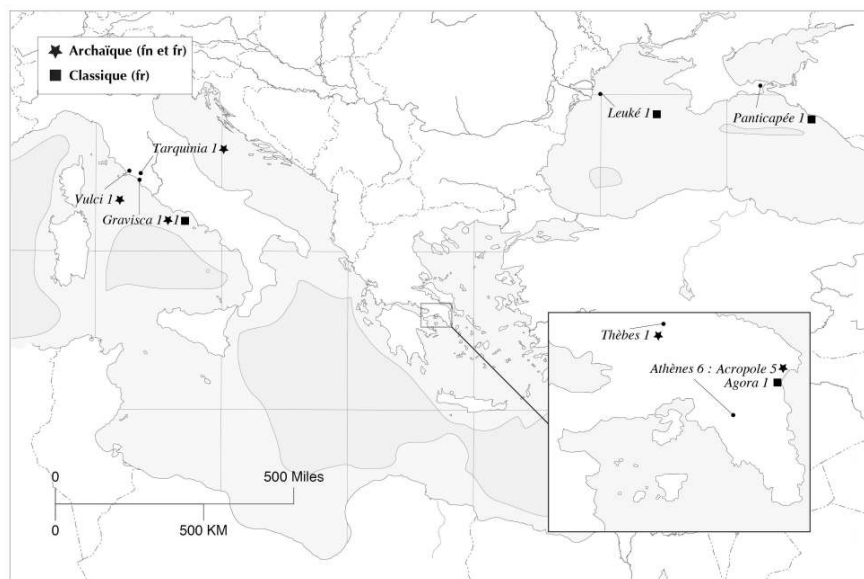 ★ Archaïque (fn et fr)
■ Classique (fr)
Leuké 1 ■
Panticapée 1 ■
Tarquinia 1 ★
Vulci 1 ★
Gravisca 1 ★ 1 ■
Thèbes 1 ★
Athènes 6 : Acropole 5 ★
Agora 1 ■
0 500 Miles
0 500 KM